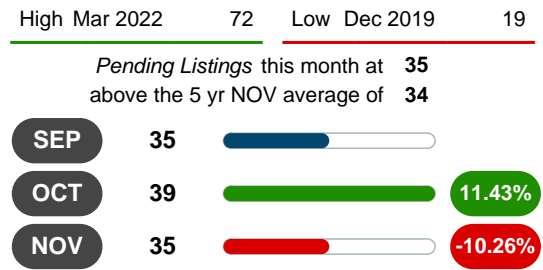 High Mar 2022 72 Low Dec 2019 19
Pending Listings this month at 35
above the 5 yr NOV average of 34
SEP 35
OCT 39 11.43%
NOV 35 -10.26%